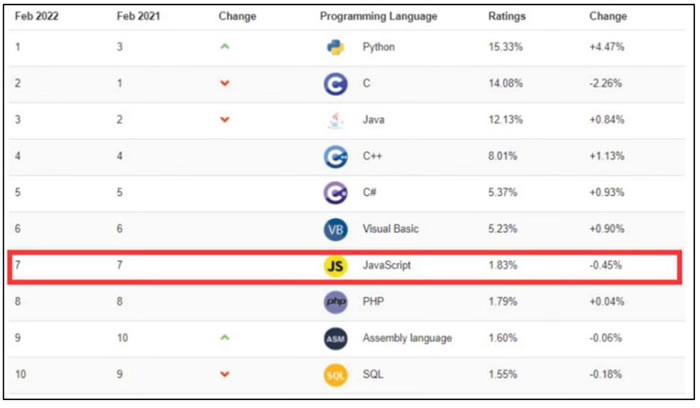 Feb 2022 Feb 2021 Change Programming Language Ratings Change
1 3 Python 15.33% +4.47%
2 1 C 14.08% -2.26%
3 2 Java 12.13% +0.84%
4 4 C++ 8.01% +1.13%
5 5 C# 5.37% +0.93%
6 6 VB Visual Basic 5.23% +0.90%
7 7 JS JavaScript 1.83% -0.45%
8 8 php PHP 1.79% +0.04%
9 10 ASM Assembly language 1.60% -0.06%
10 9 SQL SQL 1.55% -0.18%